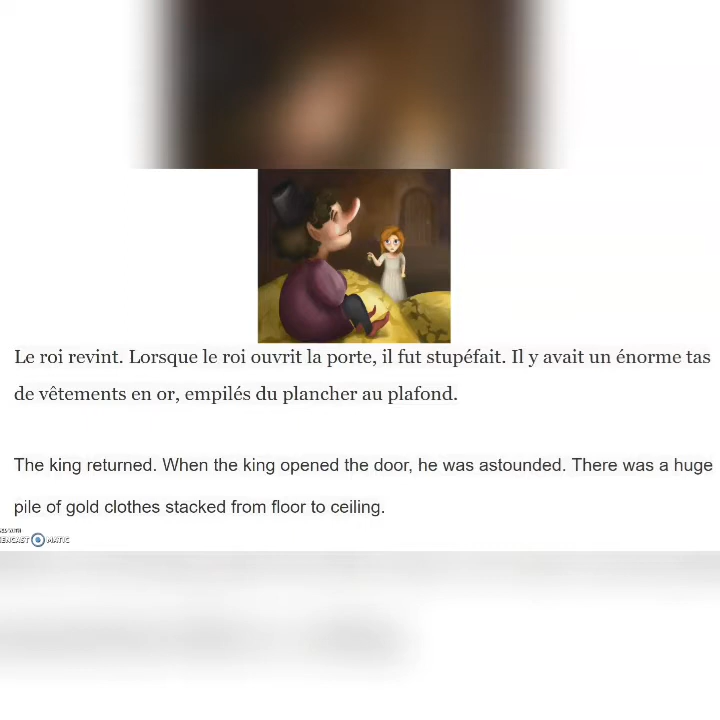 Le roi revint. Lorsque le roi ouvrit la porte, il fut stupéfait. Il y avait un énorme tas
de vêtements en or, empilés du plancher au plafond.
The king returned. When the king opened the door, he was astounded. There was a huge
pile of gold clothes stacked from floor to ceiling.
MATIC